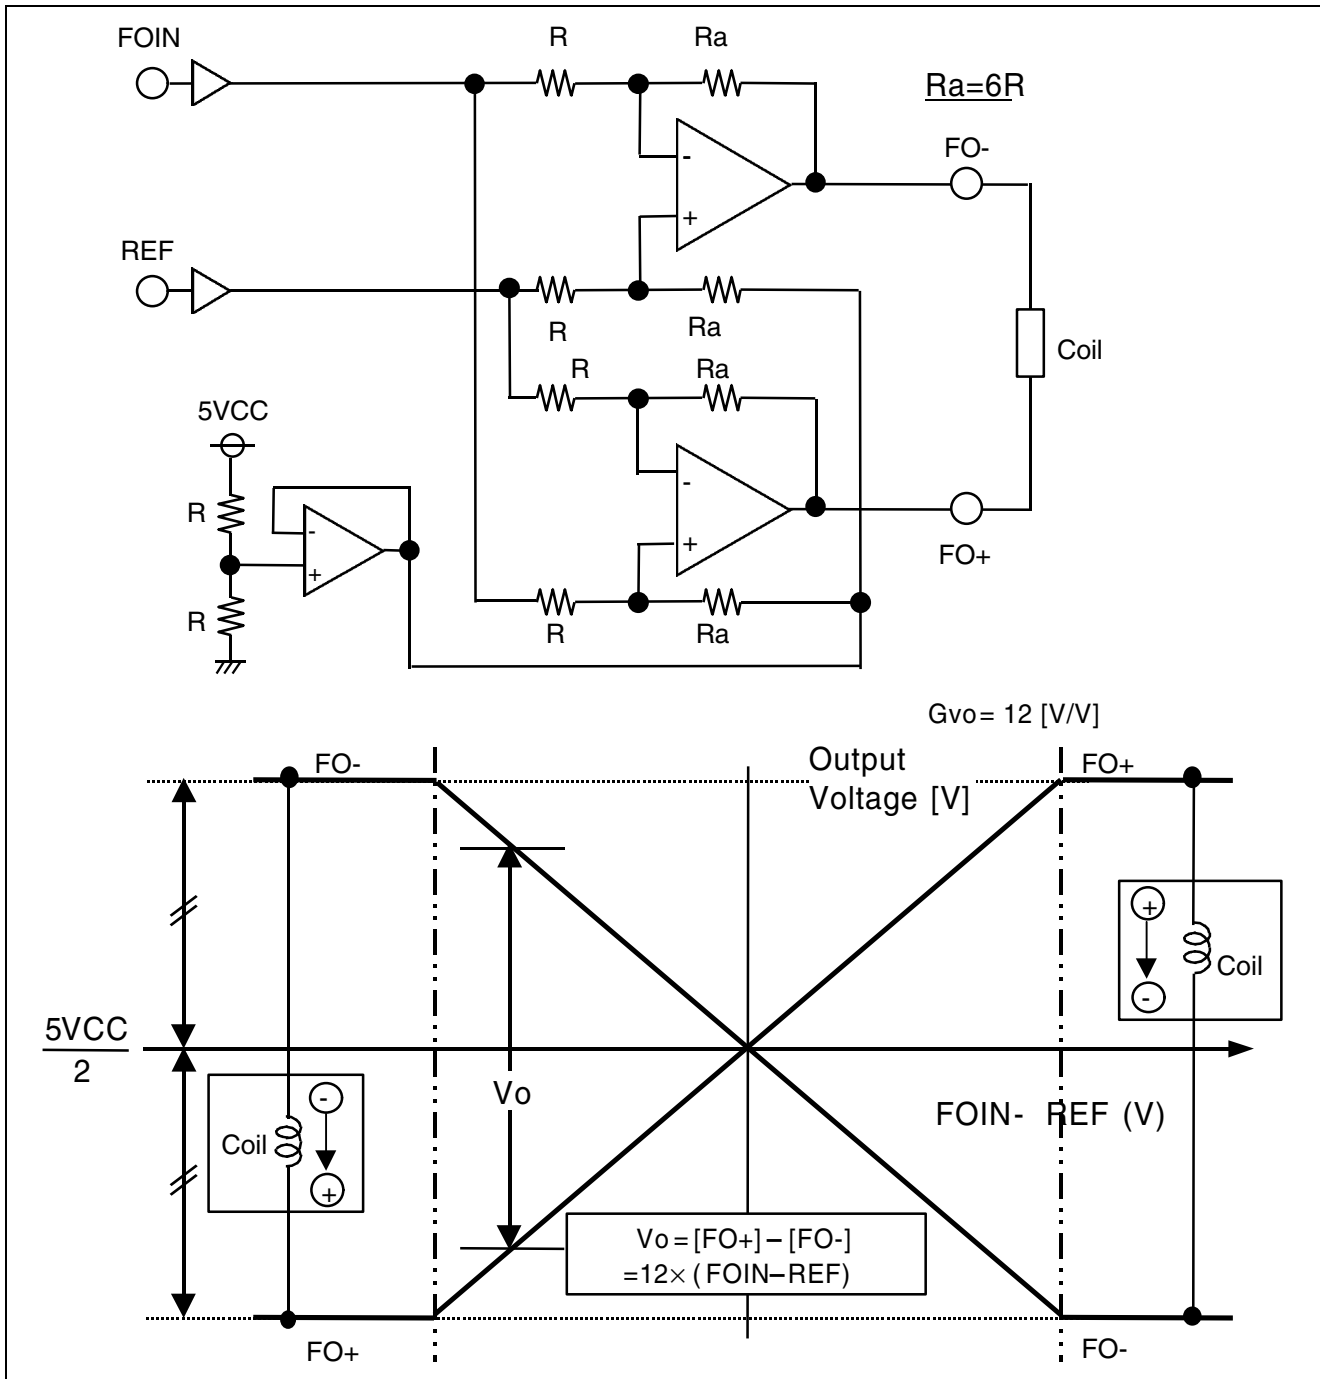 FOIN
R
Ra
Ra=6R
-
+
FO-
REF
R
Ra
Coil
R
Ra
5VCC
R
-
+
-
+
FO+
R
R
Ra
Gvo= 12 [V/V]
FO-
Output
Voltage [V]
FO+
+
-
Coil
5VCC
2
Vo
FOIN- REF (V)
-
Coil
+
Vo=[FO+]–[FO-]
=12×(FOIN–REF)
FO+
FO-